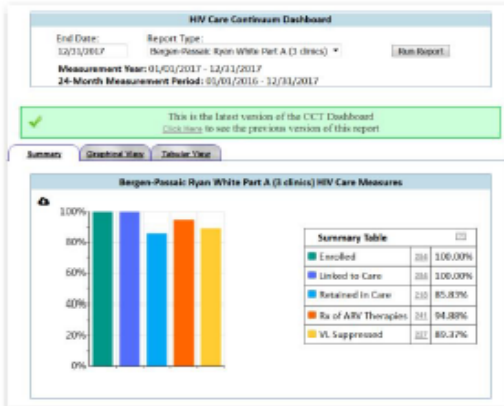 HIV Care Continuum Dashboard
End Date:
Report Type:
12/31/2017
Bergen-Passaic Ryan White Part A (3 clinics)
Run Report
Measurement Year: 01/01/2017 - 12/31/2017
24-Month Measurement Period: 01/01/2016 - 12/31/2017
This is the latest version of the CCT Dashboard
Click Here to see the previous version of this report
Summary
Graphical View
Tabular View
Bergen-Passaic Ryan White Part A (3 clinics) HIV Care Measures
100%
80%
60%
40%
20%
0%
Summary Table
Enrolled 100.00%
Linked to Care 100.00%
Retained in Care 85.83%
Rx of ARV Therapies 241 94.88%
VL Suppressed 227 89.37%